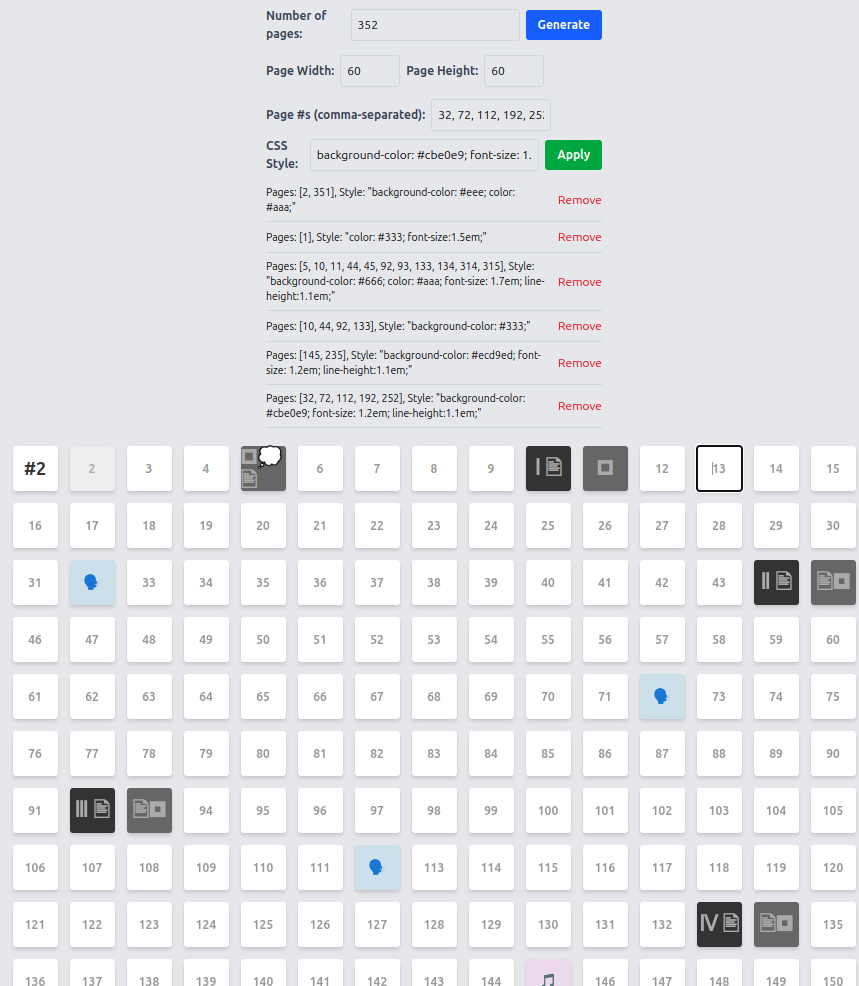 Number of
pages:
352
Generate
Page Width:
60
Page Height:
60
Page #s (comma-separated):
32, 72, 112, 192, 252
CSS
Style:
background-color: #cbe0e9; font-size: 1.
Apply
Pages: [2, 351], Style: "background-color: #eee; color:
#aaa;"
Remove
Pages: [1], Style: "color: #333; font-size:1.5em;"
Remove
Pages: [5, 10, 11, 44, 45, 92, 93, 133, 134, 314, 315], Style:
"background-color: #666; color: #aaa; font-size: 1.7em; line-
height:1.1em;"
Remove
Pages: [10, 44, 92, 133], Style: "background-color: #333;"
Remove
Pages: [145, 235], Style: "background-color: #ecd9ed; font-
size: 1.2em; line-height:1.1em;"
Remove
Pages: [32, 72, 112, 192, 252], Style: "background-color:
#cbe0e9; font-size: 1.2em; line-height:1.1em;"
Remove
#2 2 3 4 6 7 8 9 I 12 13 14 15
16 17 18 19 20 21 22 23 24 25 26 27 28 29 30
31 33 34 35 36 37 38 39 40 41 42 43 II
46 47 48 49 50 51 52 53 54 55 56 57 58 59 60
61 62 63 64 65 66 67 68 69 70 71 73 74 75
76 77 78 79 80 81 82 83 84 85 86 87 88 89 90
91 III 94 95 96 97 98 99 100 101 102 103 104 105
106 107 108 109 110 111 113 114 115 116 117 118 119 120
121 122 123 124 125 126 127 128 129 130 131 132 IV 135
136 137 138 139 140 141 142 143 144 146 147 148 149 150